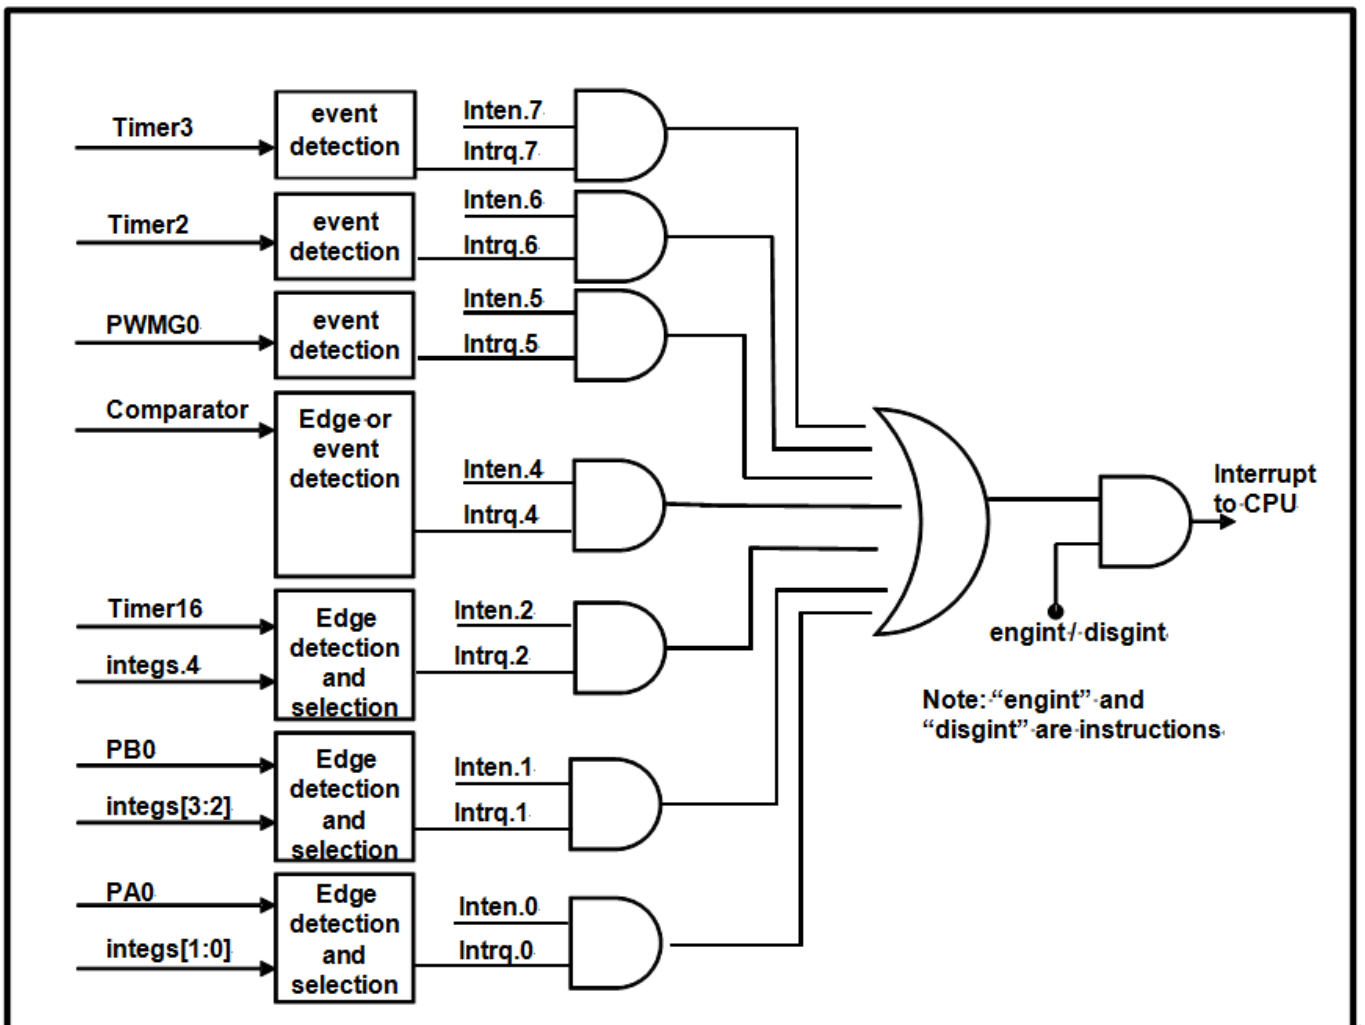 Timer3
event
detection
Inten.7
Intrq.7
Timer2
event
detection
Inten.6
Intrq.6
PWMG0
event
detection
Inten.5
Intrq.5
Comparator
Edge or
event
detection
Inten.4
Intrq.4
Timer16
integs.4
Edge
detection
and
selection
Inten.2
Intrq.2
PB0
integs[3:2]
Edge
detection
and
selection
Inten.1
Intrq.1
PA0
integs[1:0]
Edge
detection
and
selection
Inten.0
Intrq.0
Interrupt
to CPU
engint / disgint
Note: “engint” and
“disgint” are instructions